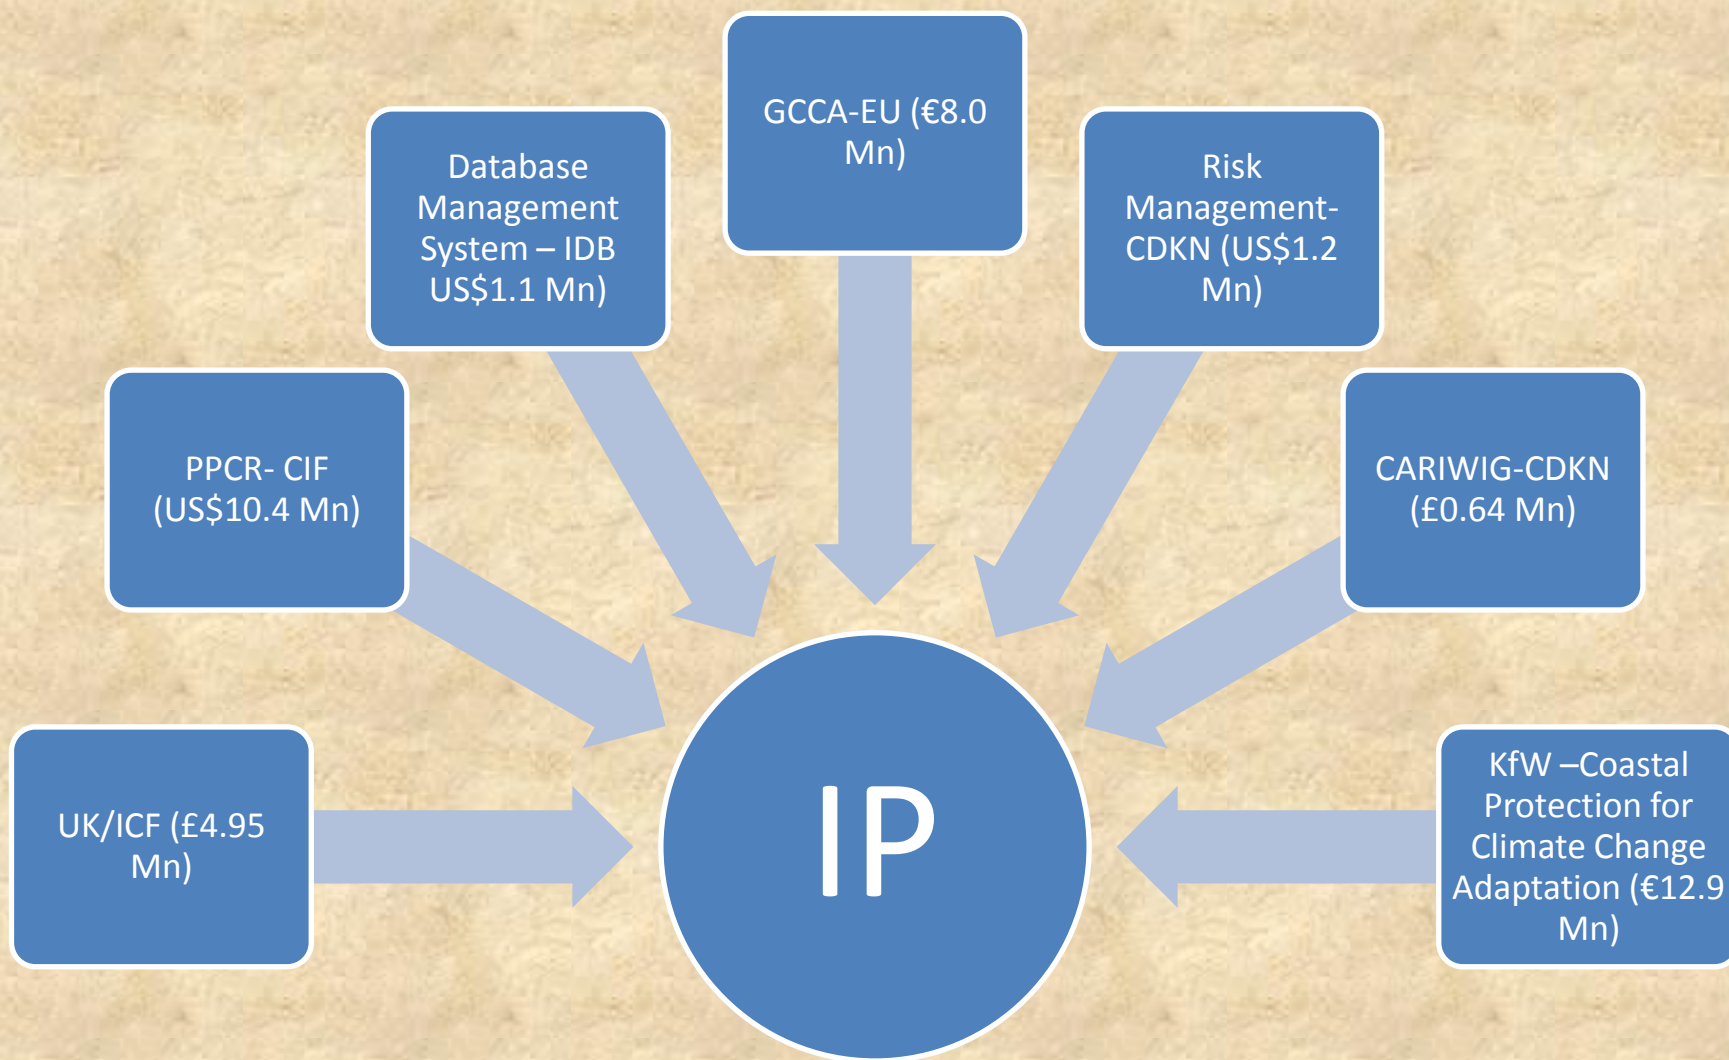 GCCA-EU (€8.0
Mn)
Database
Management
System – IDB
US$1.1 Mn)
Risk
Management-
CDKN (US$1.2
Mn)
PPCR- CIF
(US$10.4 Mn)
CARIWIG-CDKN
(£0.64 Mn)
UK/ICF (£4.95
Mn)
IP
KfW –Coastal
Protection for
Climate Change
Adaptation (€12.9
Mn)